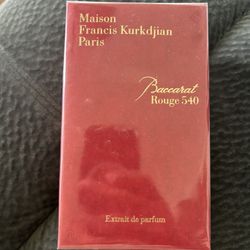 Maison
Francis Kurkdjian
Paris
Baccarat
Rouge 540
Extrait de parfum